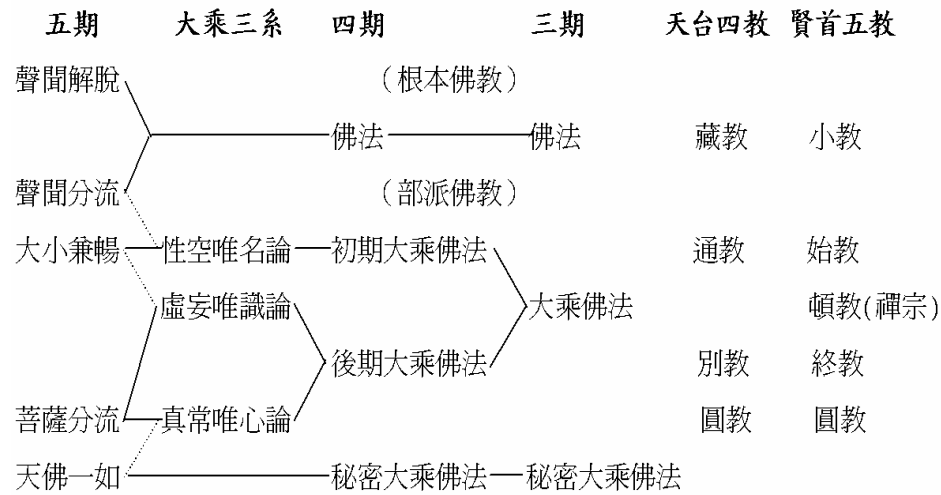 五期 大乘三系 四期 三期 天台四教 賢首五教
聲聞解脫 （根本佛教）
佛法 佛法 藏教 小教
聲聞分流 （部派佛教）
大小兼暢 性空唯名論 初期大乘佛法 通教 始教
虛妄唯識論 大乘佛法 頓教(禪宗)
後期大乘佛法 別教 終教
菩薩分流 真常唯心論 圓教 圓教
天佛一如 秘密大乘佛法 秘密大乘佛法